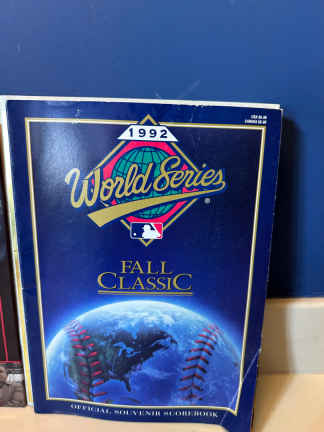 1992
World Series
®
FALL
CLASSIC
OFFICIAL SOUVENIR SCOREBOOK